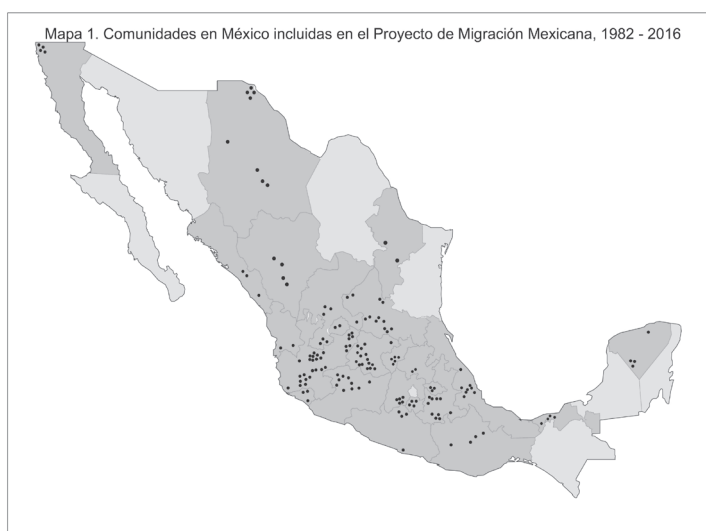 Mapa 1. Comunidades en México incluidas en el Proyecto de Migración Mexicana, 1982 - 2016